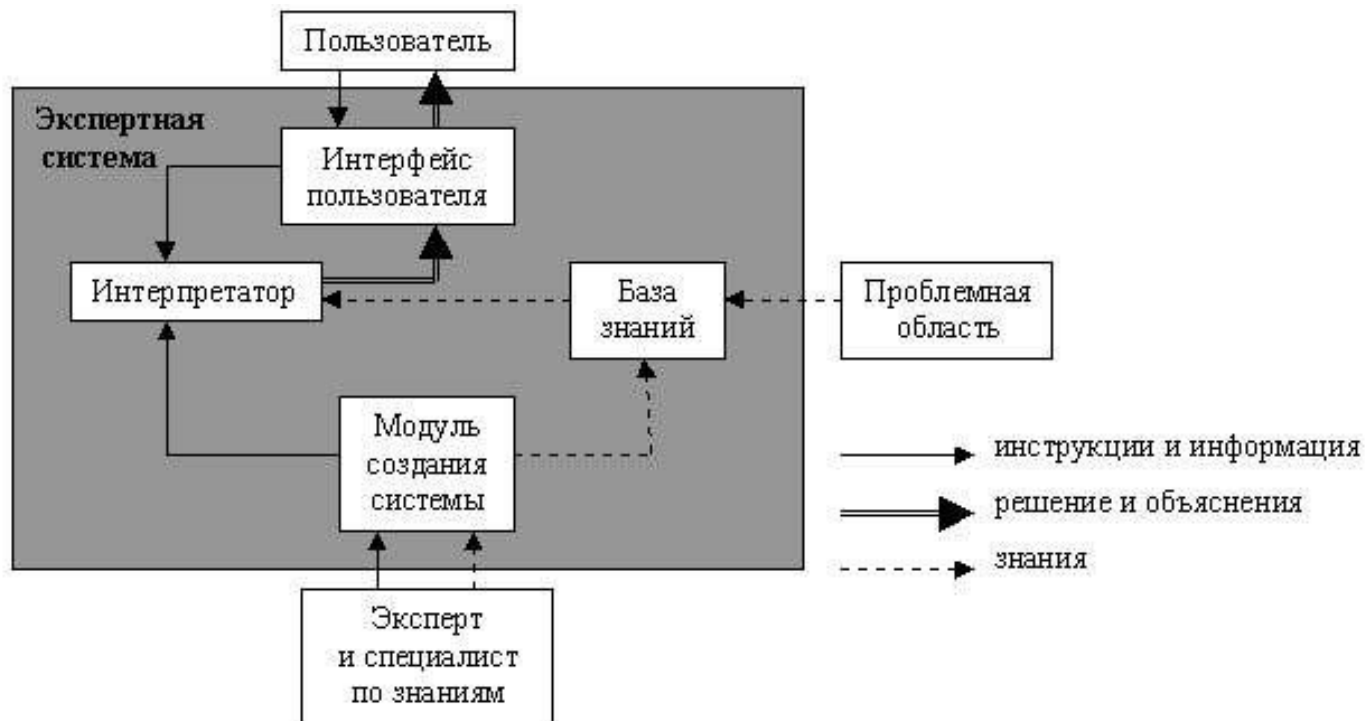 Пользователь
Экспертная
система
Интерфейс
пользователя
Интерпретатор
База
знаний
Проблемная
область
Модуль
создания
системы
инструкции и информация
решение и объяснения
знания
Эксперт
и специалист
по знаниям